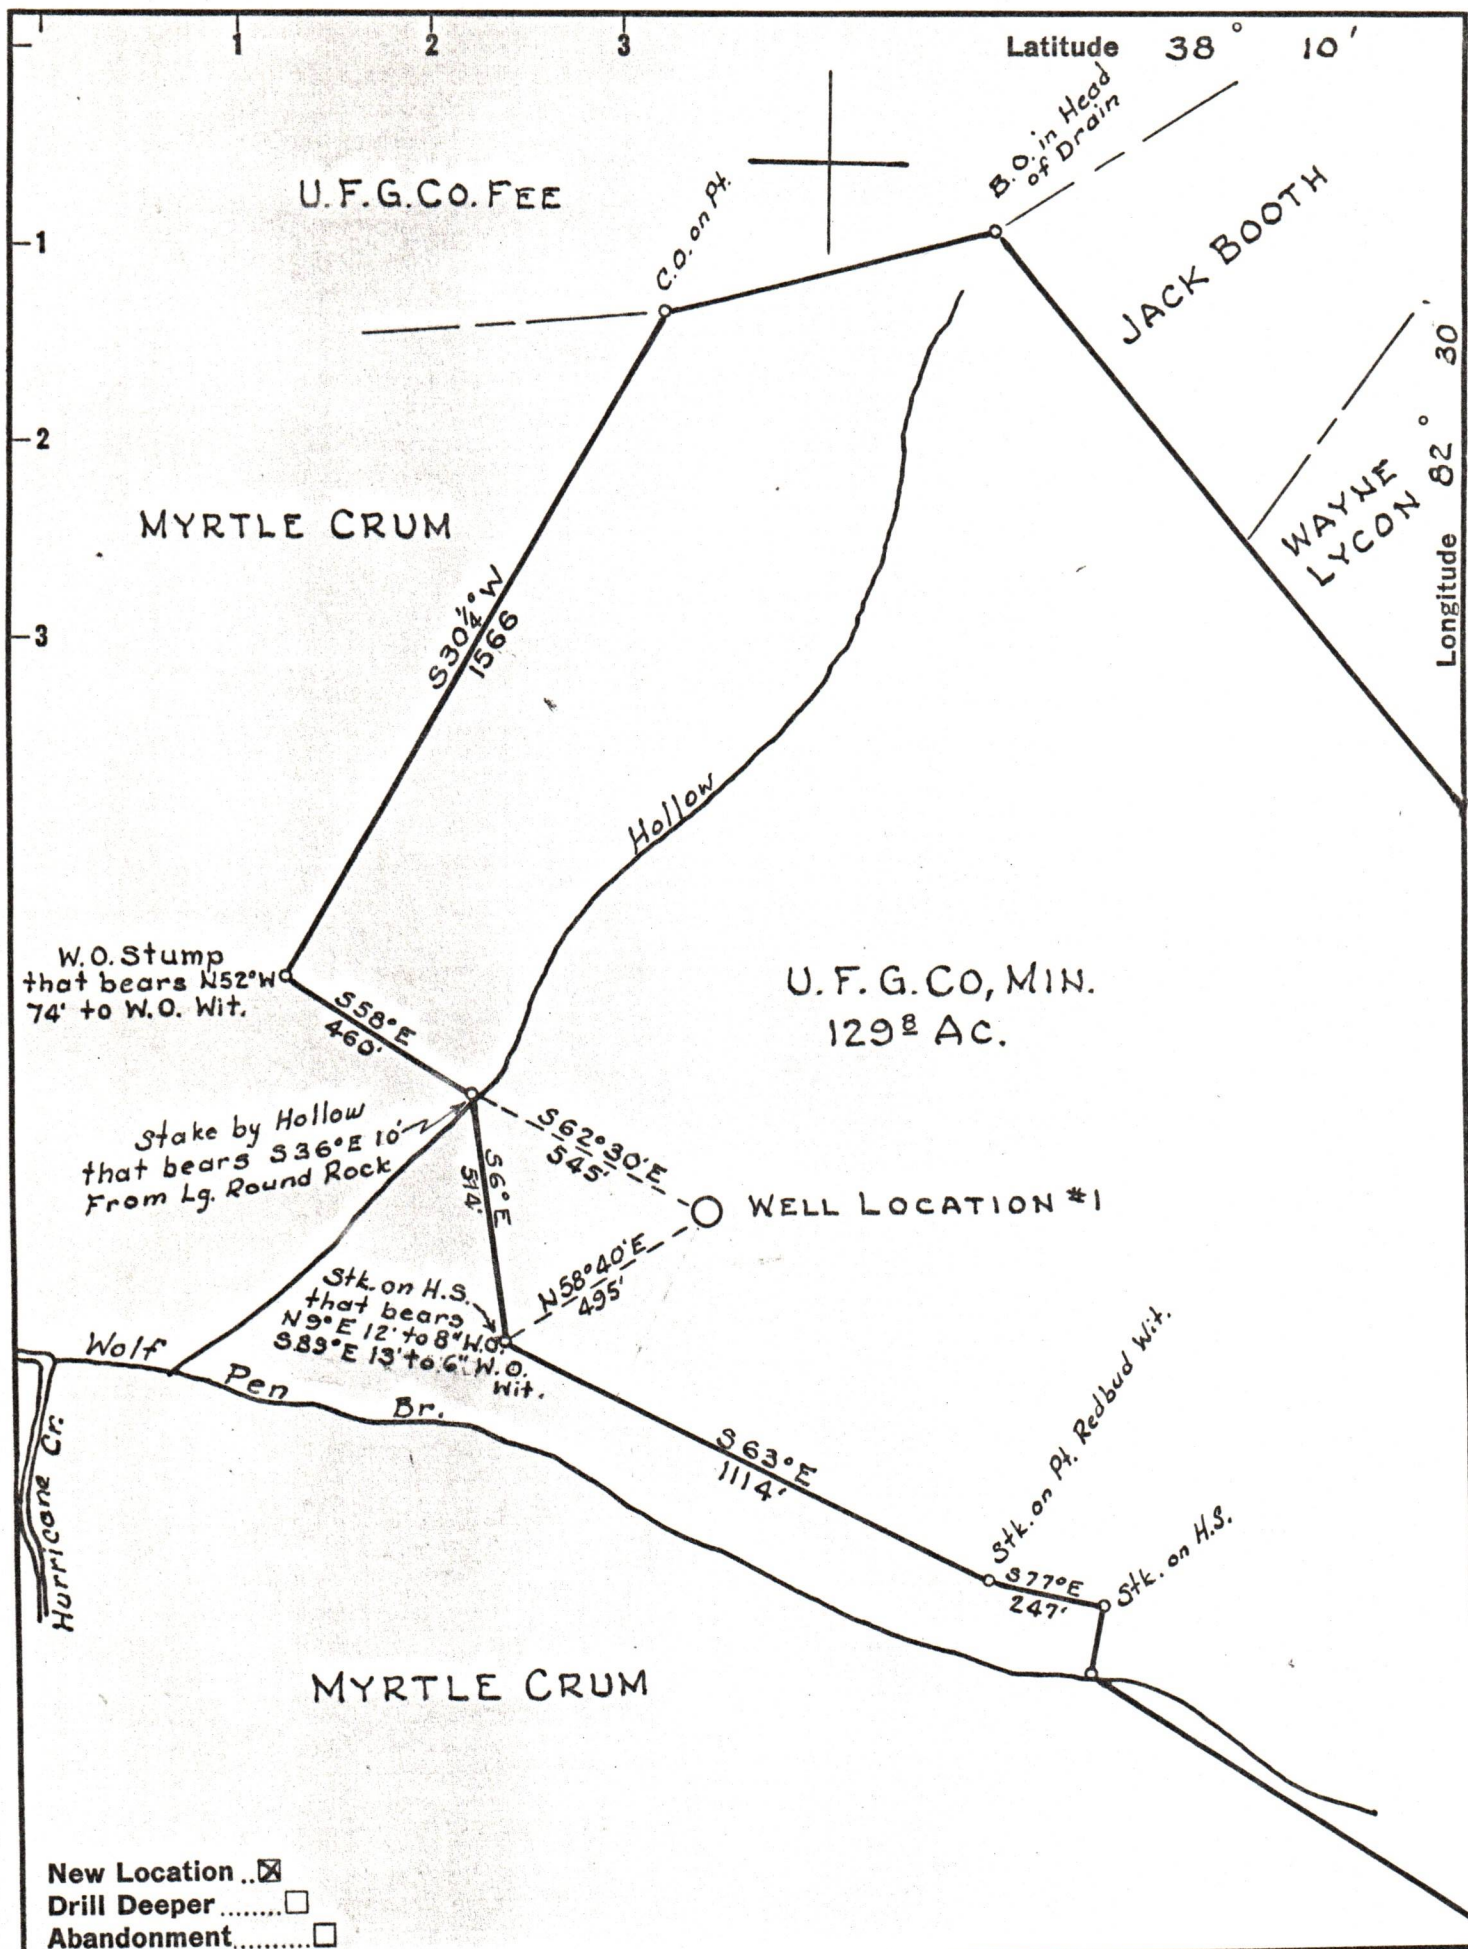 1 2 3
Latitude 38° 10'
B.O. in Head
of Drain
U.F.G.CO. FEE
C.O. on Pt.
1
JACK BOOTH
2
WAYNE
LYCON
Longitude 82° 30'
MYRTLE CRUM
3
S30¼°W
1566
Hollow
W.O. Stump
that bears N52°W
74' to W.O. Wit.
S58°E
460'
U.F.G.CO, MIN.
129⁸ AC.
Stake by Hollow
that bears S36°E 10'
From Lg. Round Rock
S62°30'E
545'
S6°E
514'
WELL LOCATION #1
N58°40'E
495'
Stk. on H.S.
that bears
N9°E 12' to 8" W.O.
S89°E 13' to 6" W.O.
Wit.
Wolf
Pen
Br.
Hurricane Cr.
S63°E
1114'
Stk. on Pt. Redbud Wit.
S77°E
247'
Stk. on H.S.
MYRTLE CRUM
New Location..☒
Drill Deeper........☐
Abandonment..........☐